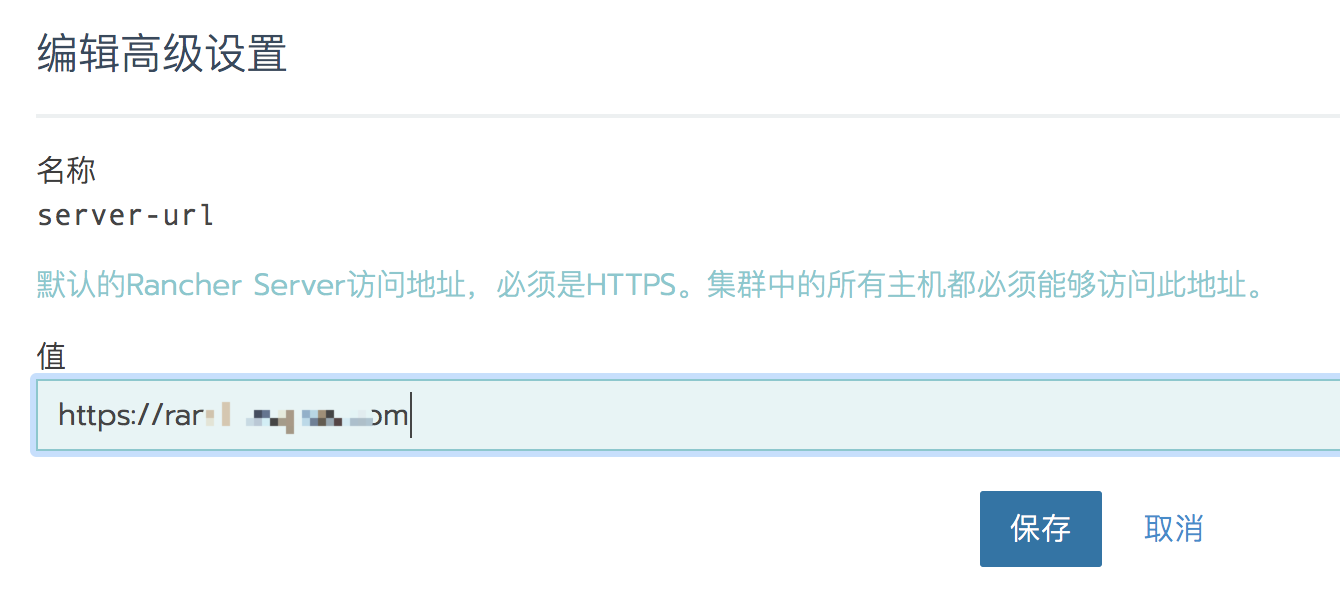 编辑高级设置
名称
server-url
默认的Rancher Server访问地址，必须是HTTPS。集群中的所有主机都必须能够访问此地址。
值
https://rar
保存
取消